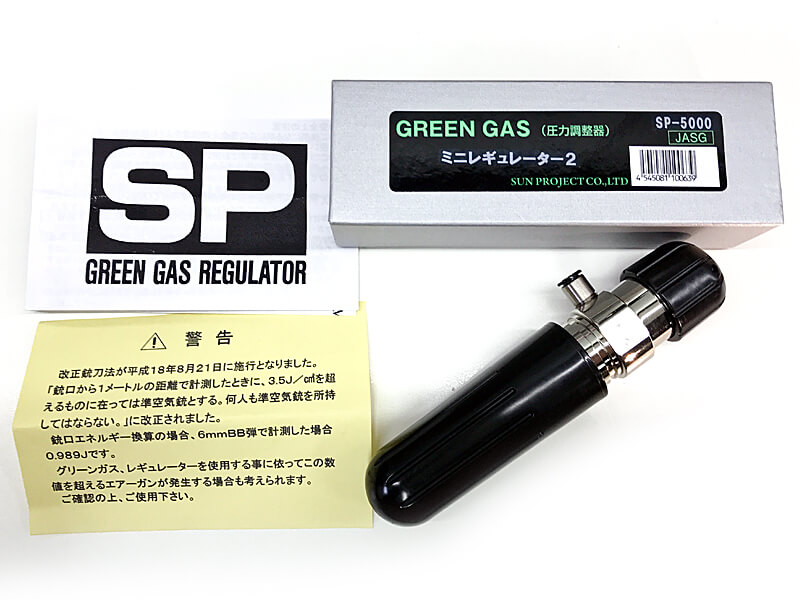 SP
GREEN GAS REGULATOR
GREEN GAS (圧力調整器)
SP-5000
JASG
ミニレギュレーター2
SUN PROJECT CO.,LTD
4 545081 100639
⚠ 警告
改正銃刀法が平成18年8月21日に施行となりました。
「銃口から1メートルの距離で計測したときに、3.5J/c㎡を超
えるものに在っては準空気銃とする。何人も準空気銃を所持
してはならない。」に改正されました。
銃口エネルギー換算の場合、6mmBB弾で計測した場合
0.989Jです。
グリーンガス、レギュレーターを使用する事に依ってこの数
値を超えるエアーガンが発生する場合も考えられます。
ご確認の上、ご使用下さい。